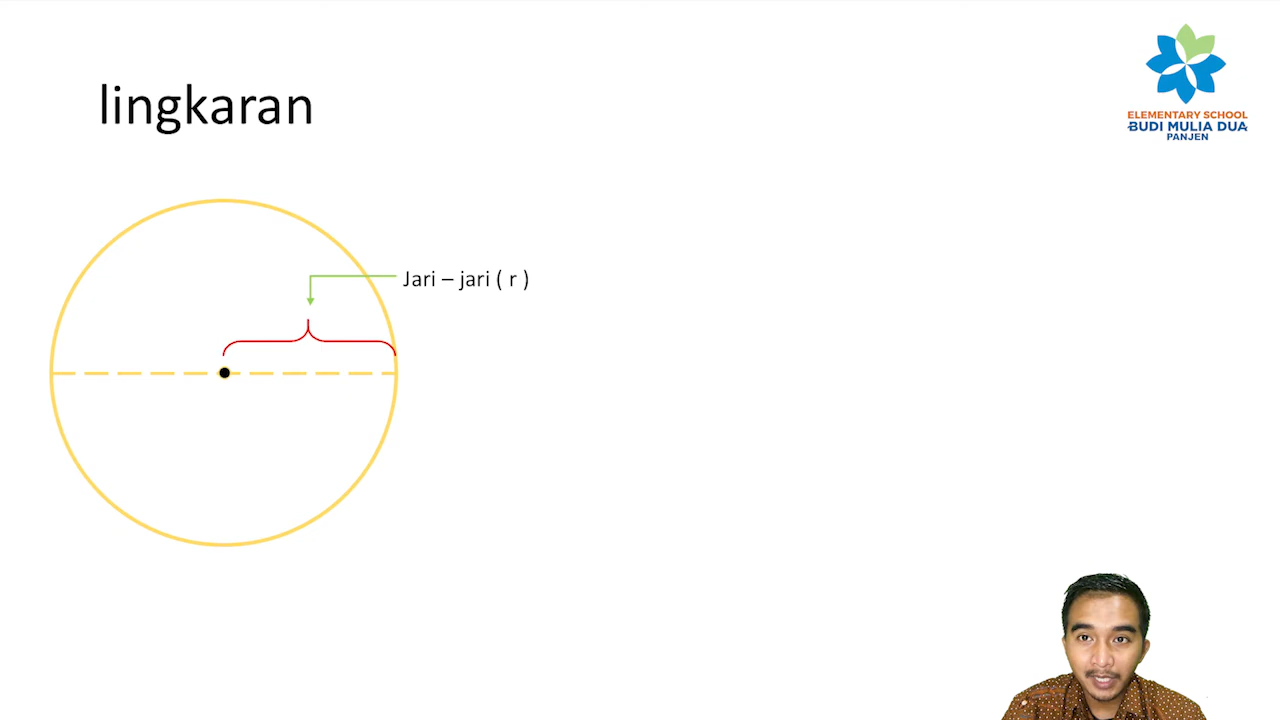 lingkaran
ELEMENTARY SCHOOL
BUDI MULIA DUA
PANJEN
Jari – jari ( r )